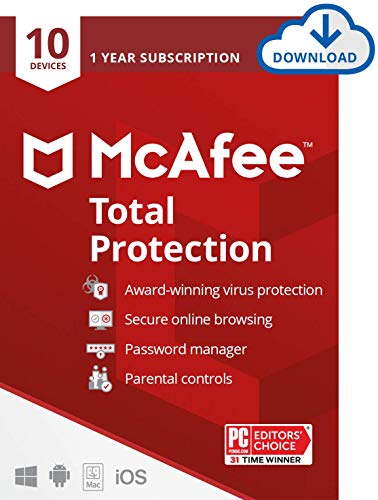 10
DEVICES
1 YEAR SUBSCRIPTION
DOWNLOAD
McAfee™
Total
Protection
Award-winning virus protection
Secure online browsing
Password manager
Parental controls
PC
PCMAG.COM
EDITORS'
CHOICE
31 TIME WINNER
Mac
iOS